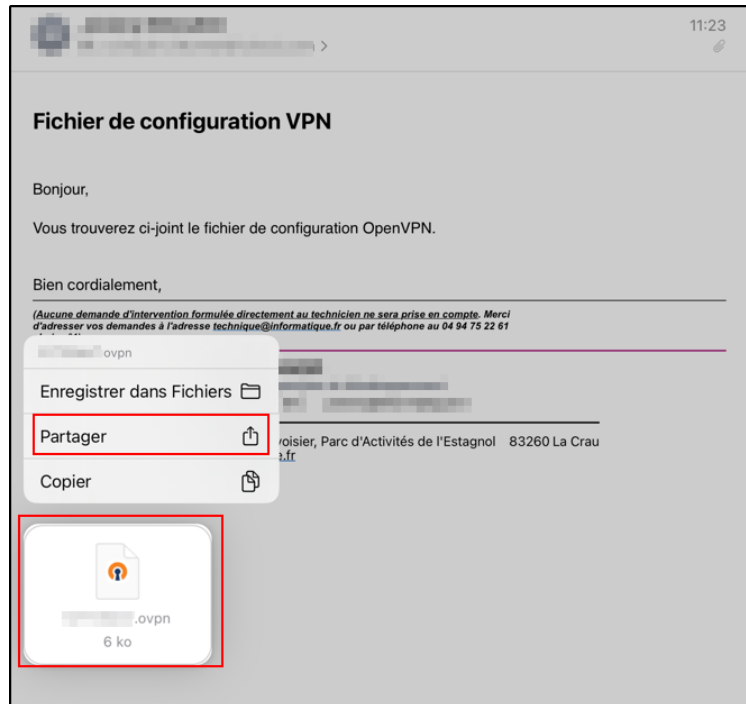 11:23
Fichier de configuration VPN
Bonjour,
Vous trouverez ci-joint le fichier de configuration OpenVPN.
Bien cordialement,
(Aucune demande d'intervention formulée directement au technicien ne sera prise en compte. Merci
d'adresser vos demandes à l'adresse technique@informatique.fr ou par téléphone au 04 94 75 22 61
.ovpn
Enregistrer dans Fichiers
Partager
voisier, Parc d'Activités de l'Estagnol 83260 La Crau
e.fr
Copier
.ovpn
6 ko